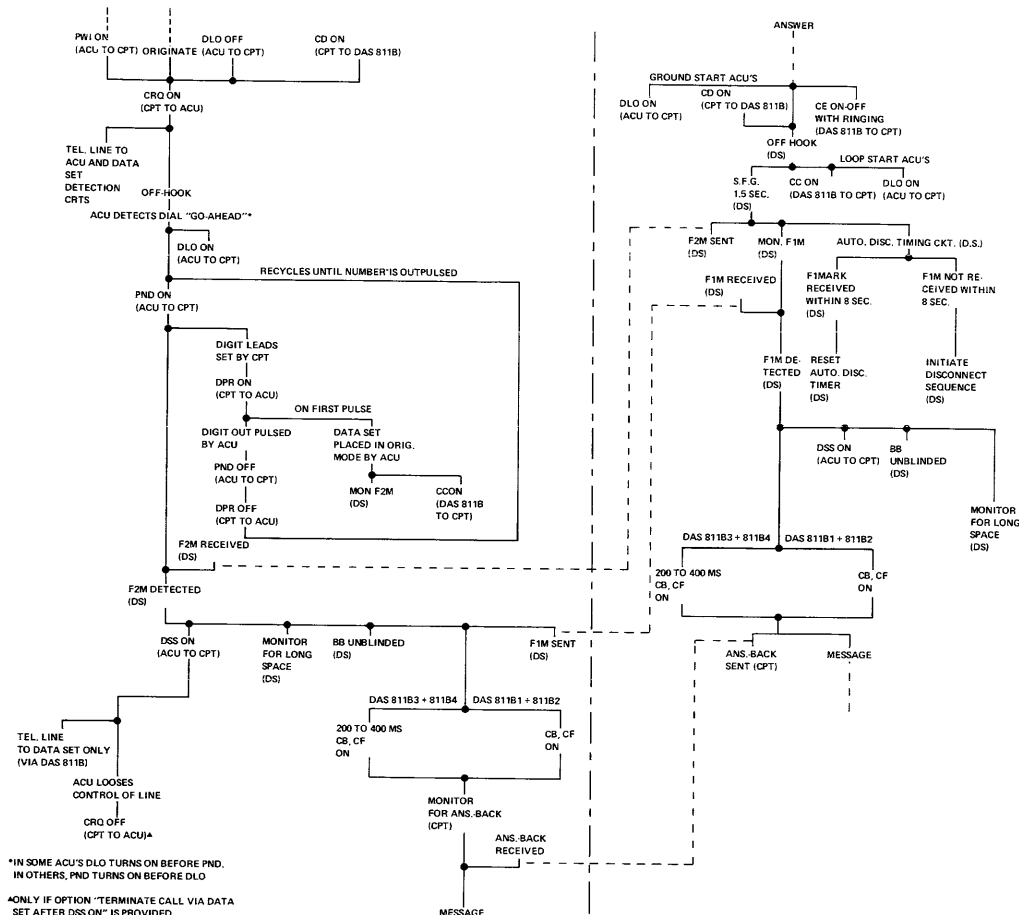 PWI ON
(ACU TO CPT)
ORIGINATE
DLO OFF
(ACU TO CPT)
CD ON
(CPT TO DAS 811B)
CRQ ON
(CPT TO ACU)
TEL. LINE TO
ACU AND DATA
SET
DETECTION
CRTS
OFF-HOOK
ACU DETECTS DIAL "GO-AHEAD"*
DLO ON
(ACU TO CPT)
RECYCLES UNTIL NUMBER IS OUTPULSED
PND ON
(ACU TO CPT)
DIGIT LEADS
SET BY CPT
DPR ON
(CPT TO ACU)
ON FIRST PULSE
DIGIT OUT PULSED
BY ACU
DATA SET
PLACED IN ORIG.
MODE BY ACU
PND OFF
(ACU TO CPT)
MON F2M
(DS)
CCON
(DAS 811B
TO CPT)
DPR OFF
(CPT TO ACU)
F2M RECEIVED
(DS)
F2M DETECTED
(DS)
DSS ON
(ACU TO CPT)
MONITOR
FOR LONG
SPACE
(DS)
BB UNBLINDED
(DS)
F1M SENT
(DS)
DAS 811B3 + 811B4
DAS 811B1 + 811B2
200 TO 400 MS
CB, CF
ON
CB, CF
ON
TEL. LINE
TO DATA SET ONLY
(VIA DAS 811B)
ACU LOOSES
CONTROL OF LINE
CRQ OFF
(CPT TO ACU)▲
MONITOR
FOR ANS.-BACK
(CPT)
ANS.-BACK
RECEIVED
MESSAGE
*IN SOME ACU'S DLO TURNS ON BEFORE PND.
IN OTHERS, PND TURNS ON BEFORE DLO
▲ONLY IF OPTION "TERMINATE CALL VIA DATA
SET AFTER DSS ON" IS PROVIDED
ANSWER
GROUND START ACU'S
DLO ON
(ACU TO CPT)
CD ON
(CPT TO DAS 811B)
CE ON-OFF
WITH RINGING
(DAS 811B TO CPT)
OFF HOOK
(DS)
LOOP START ACU'S
S.F.G.
1.5 SEC.
(DS)
CC ON
(DAS 811B TO CPT)
DLO ON
(ACU TO CPT)
F2M SENT
(DS)
MON. F1M
(DS)
AUTO. DISC. TIMING CKT. (D.S.)
F1M RECEIVED
(DS)
F1MARK
RECEIVED
WITHIN 8 SEC.
(DS)
F1M NOT RE-
CEIVED WITHIN
8 SEC.
F1M DE-
TECTED
(DS)
RESET
AUTO. DISC.
TIMER
(DS)
INITIATE
DISCONNECT
SEQUENCE
(DS)
DSS ON
(ACU TO CPT)
BB
UNBLINDED
(DS)
MONITOR
FOR LONG
SPACE
(DS)
DAS 811B3 + 811B4
DAS 811B1 + 811B2
200 TO 400 MS
CB, CF
ON
CB, CF
ON
ANS.-BACK
SENT (CPT)
MESSAGE